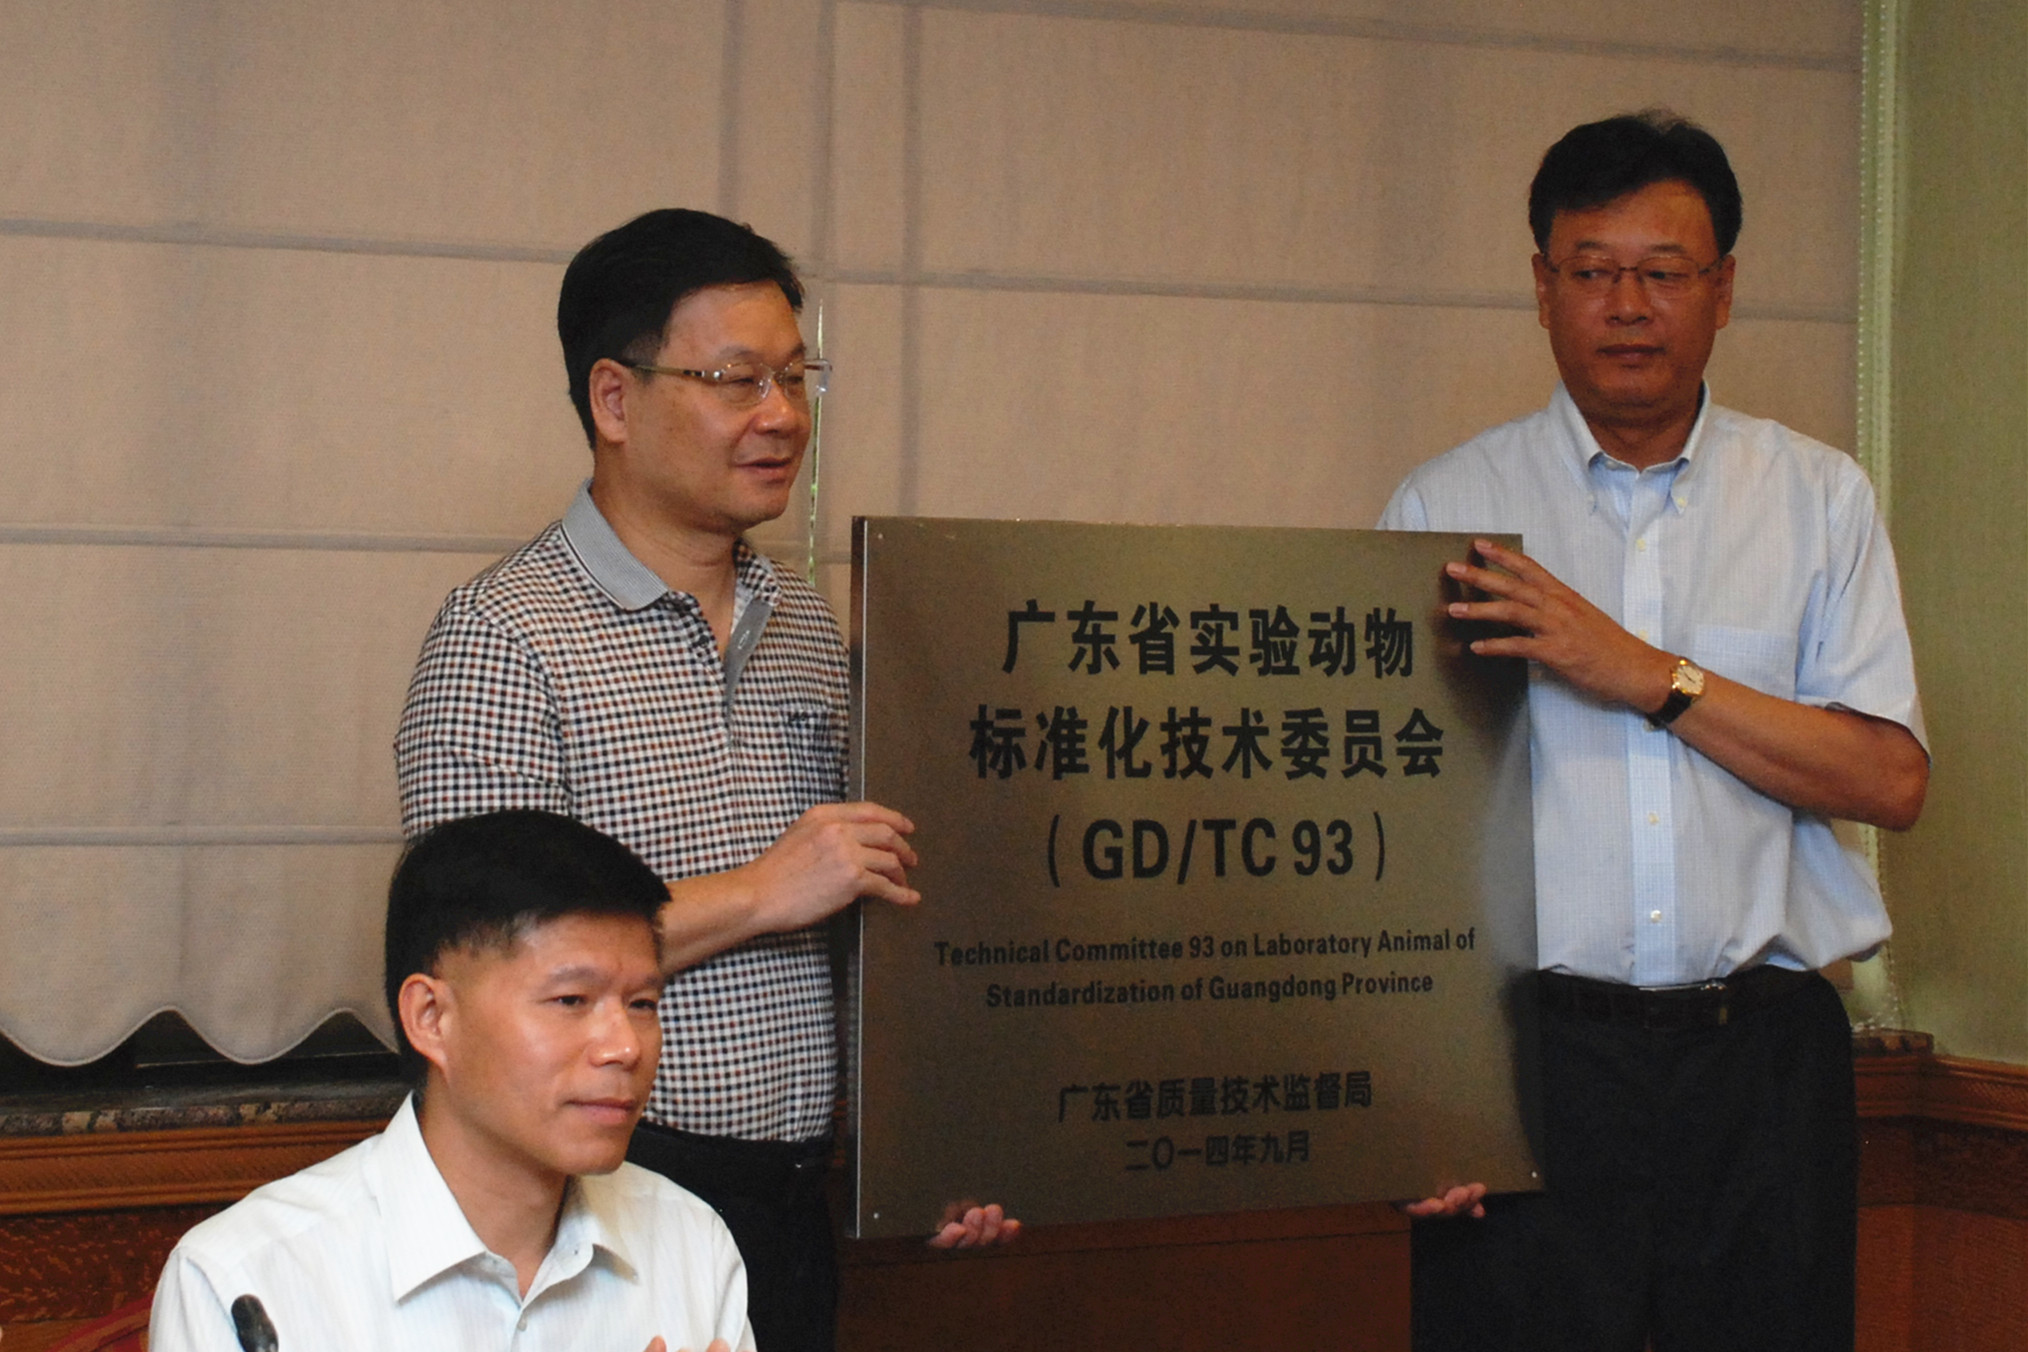 广东省实验动物
标准化技术委员会
（GD/TC 93）
Technical Committee 93 on Laboratory Animal of
Standardization of Guangdong Province
广东省质量技术监督局
二〇一四年九月